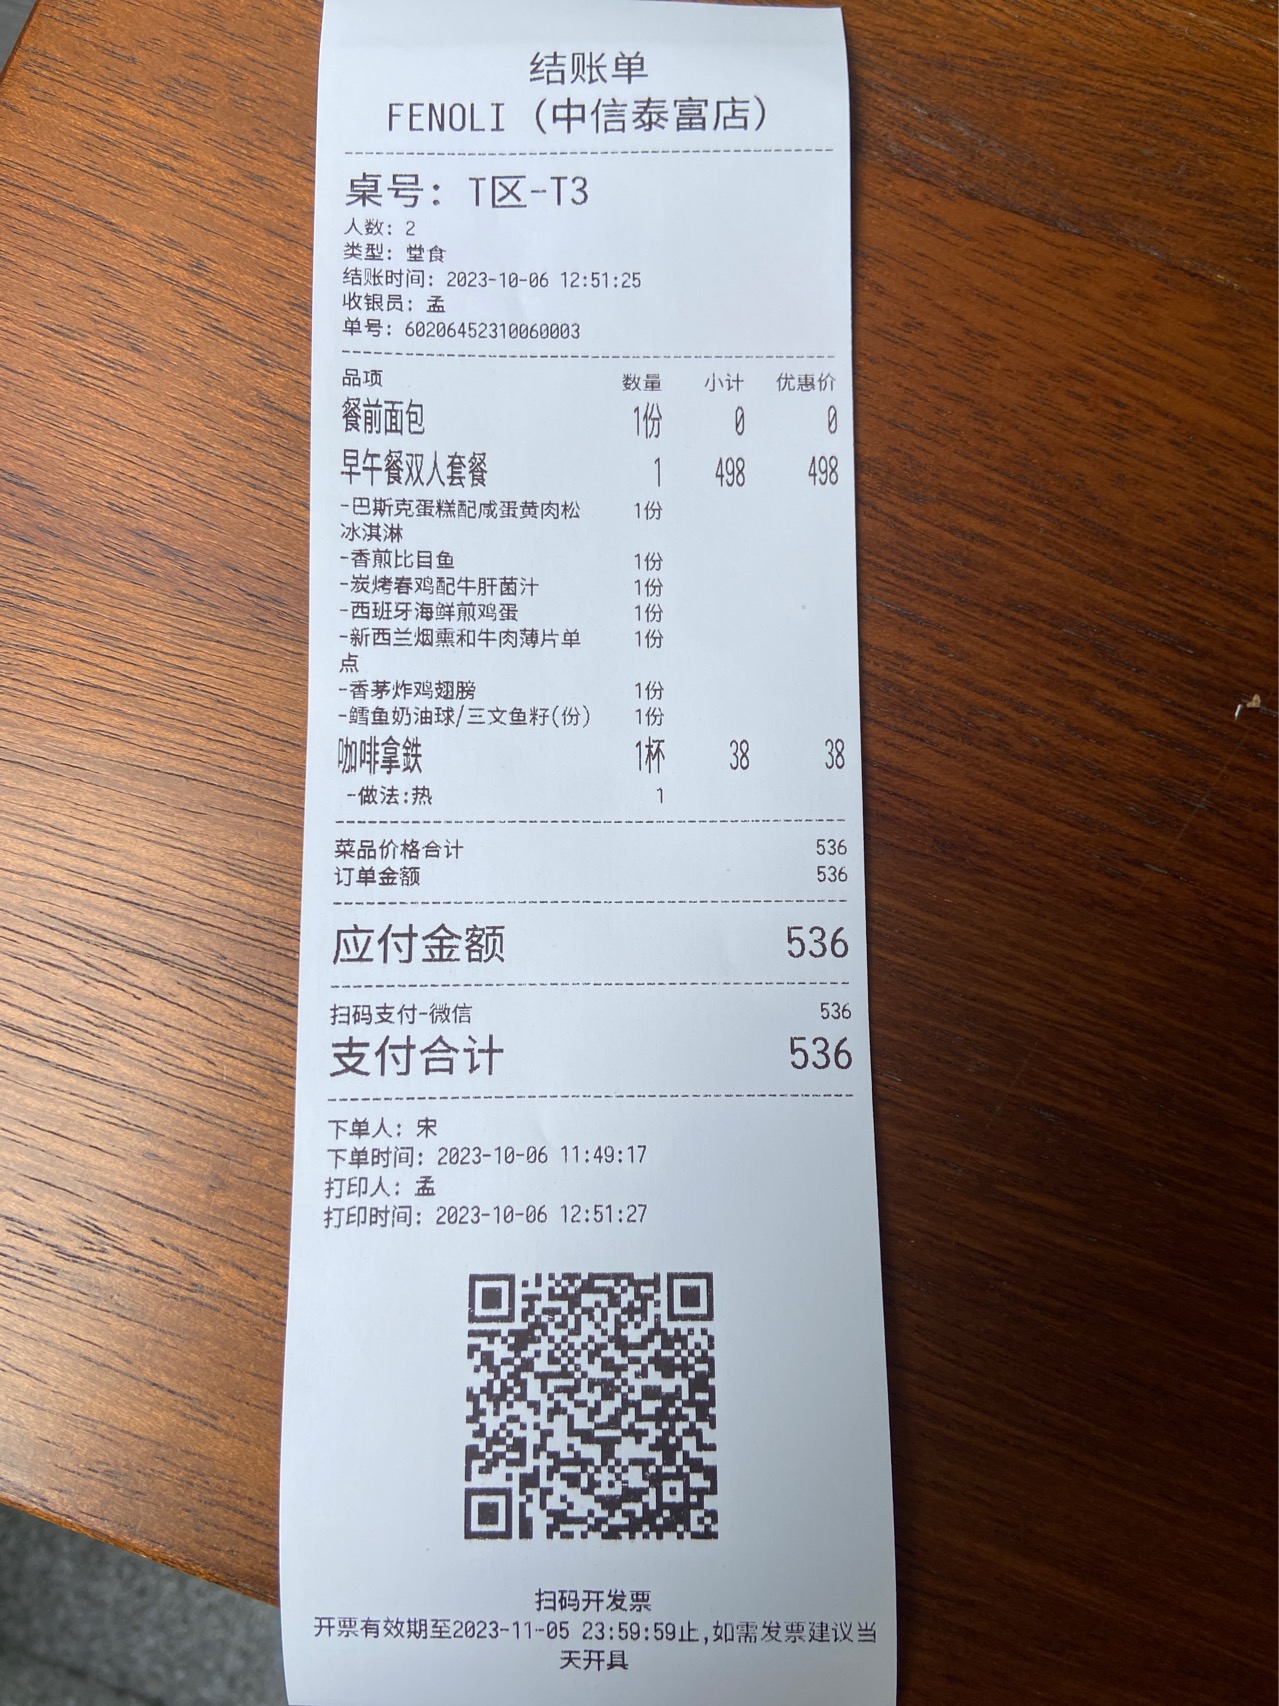 结账单
FENOLI（中信泰富店）
桌号：T区-T3
人数：2
类型：堂食
结账时间：2023-10-06 12:51:25
收银员：孟
单号：60206452310060003
品项 数量 小计 优惠价
餐前面包 1份 0 0
早午餐双人套餐 1 498 498
-巴斯克蛋糕配咸蛋黄肉松 1份
冰淇淋
-香煎比目鱼 1份
-炭烤春鸡配牛肝菌汁 1份
-西班牙海鲜煎鸡蛋 1份
-新西兰烟熏和牛肉薄片单 1份
点
-香茅炸鸡翅膀 1份
-鳕鱼奶油球/三文鱼籽(份) 1份
咖啡拿鉄 1杯 38 38
-做法:热 1
菜品价格合计 536
订单金额 536
应付金额 536
扫码支付-微信 536
支付合计 536
下单人：宋
下单时间：2023-10-06 11:49:17
打印人：孟
打印时间：2023-10-06 12:51:27
扫码开发票
开票有效期至2023-11-05 23:59:59止,如需发票建议当
天开具